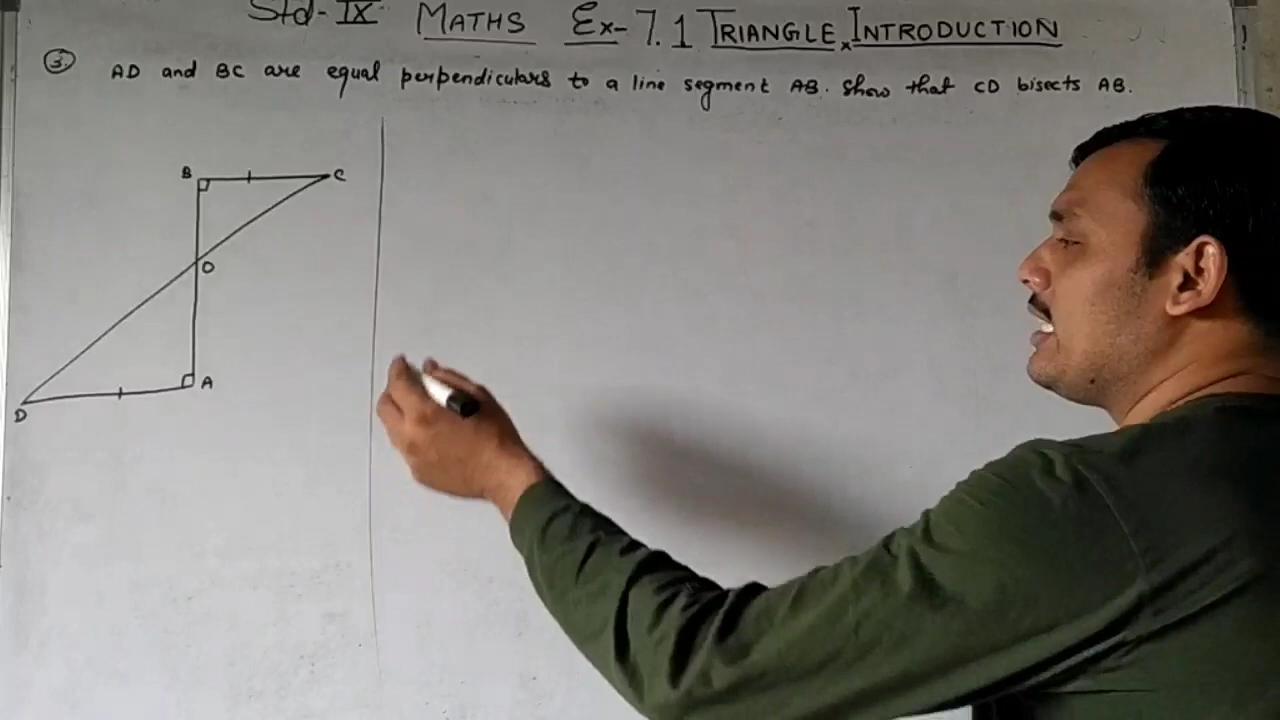 Std-IX MATHS Ex-7.1 TRIANGLE INTRODUCTION
③ AD and BC are equal perpendiculars to a line segment AB. Show that CD bisects AB.
B C
O
A
D